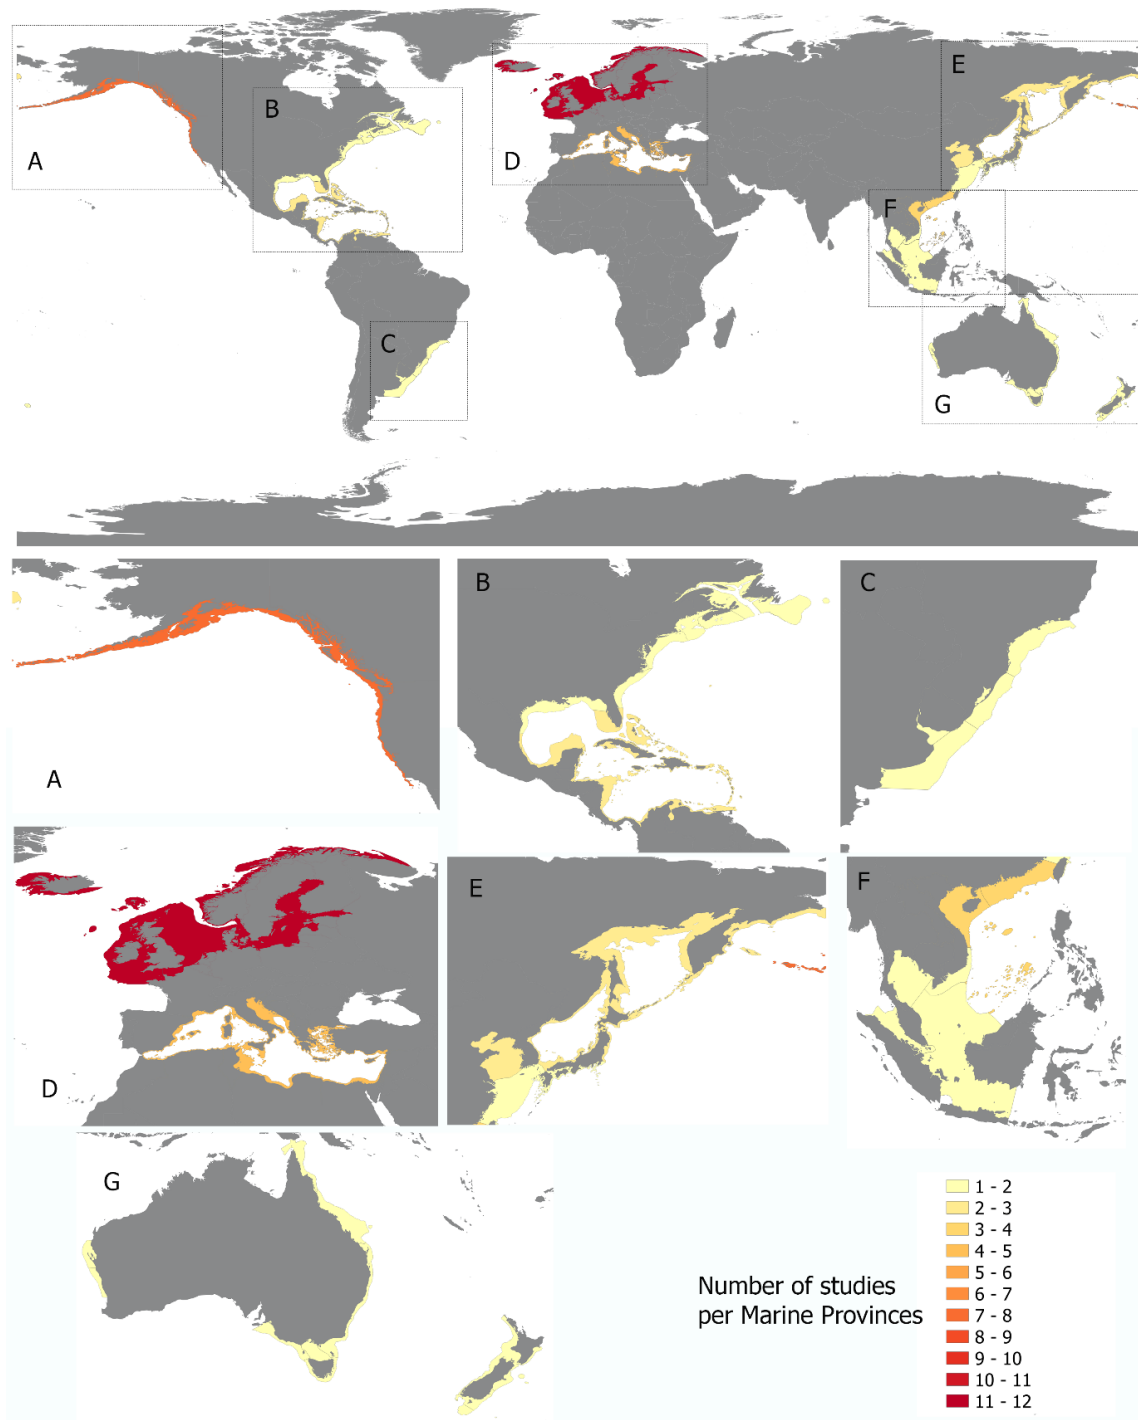 A
B
C
D
E
F
G
A
B
C
D
E
F
G
Number of studies
per Marine Provinces
1 - 2
2 - 3
3 - 4
4 - 5
5 - 6
6 - 7
7 - 8
8 - 9
9 - 10
10 - 11
11 - 12